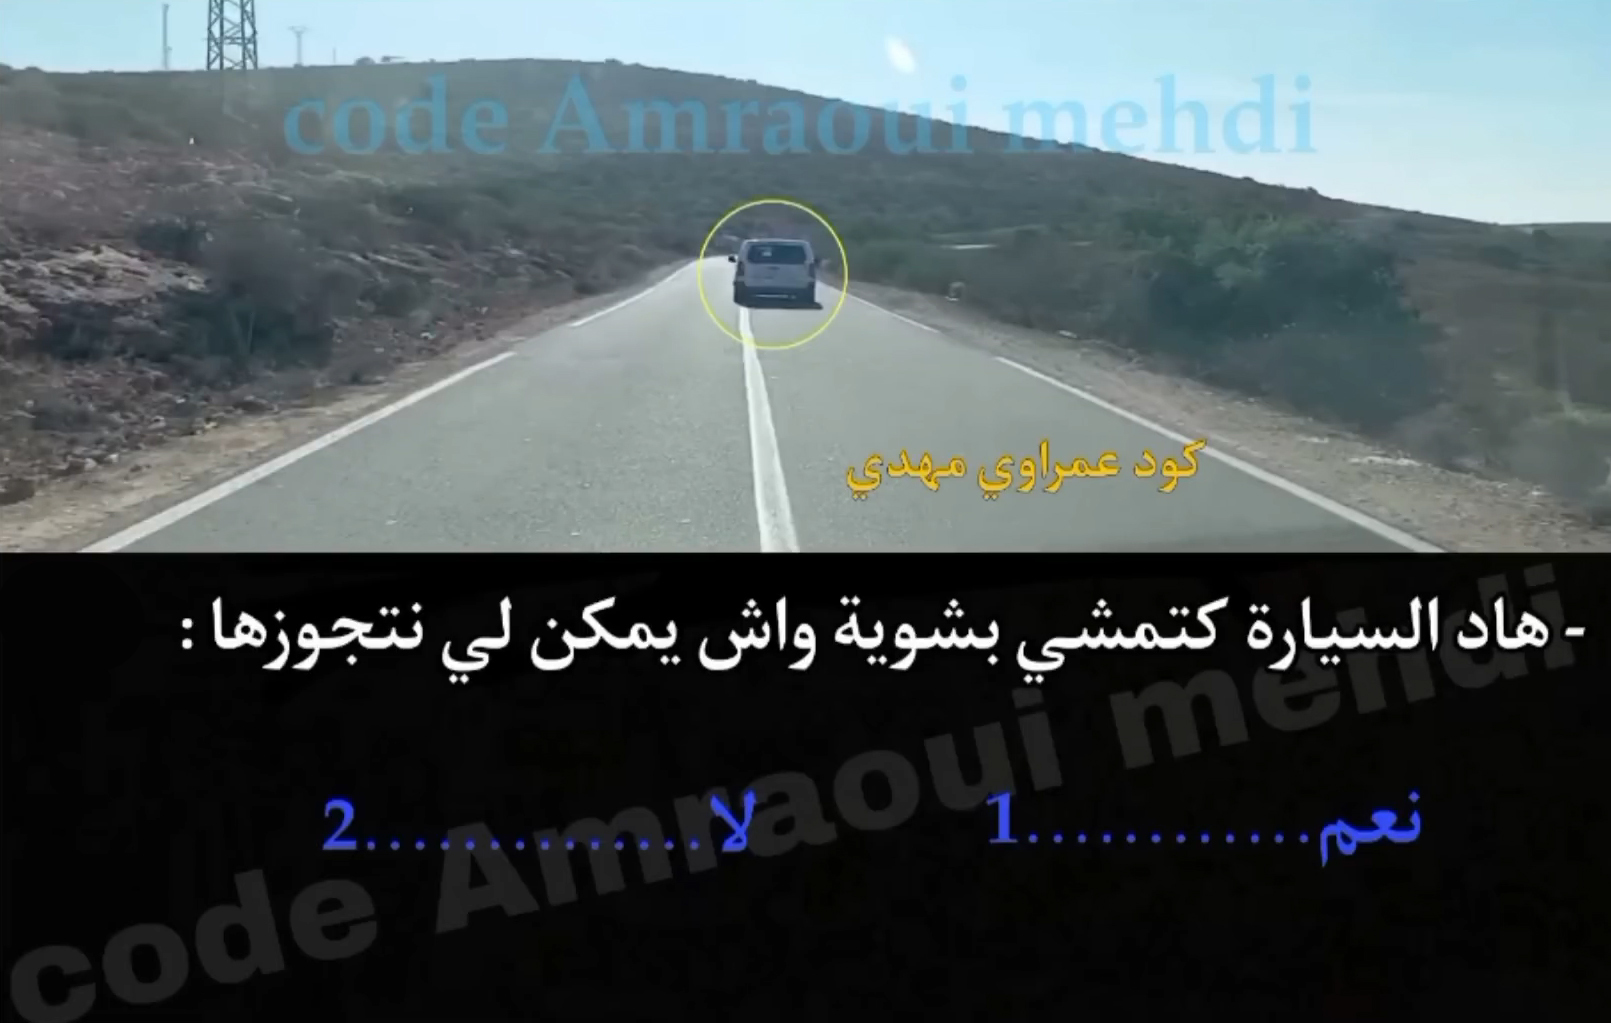 code Amraoui mehdi
كود عمراوي مهدي
- هاد السيارة كتمشي بشوية واش يمكن لي نتجوزها :
نعم............1
لا..............2
code Amraoui mehdi